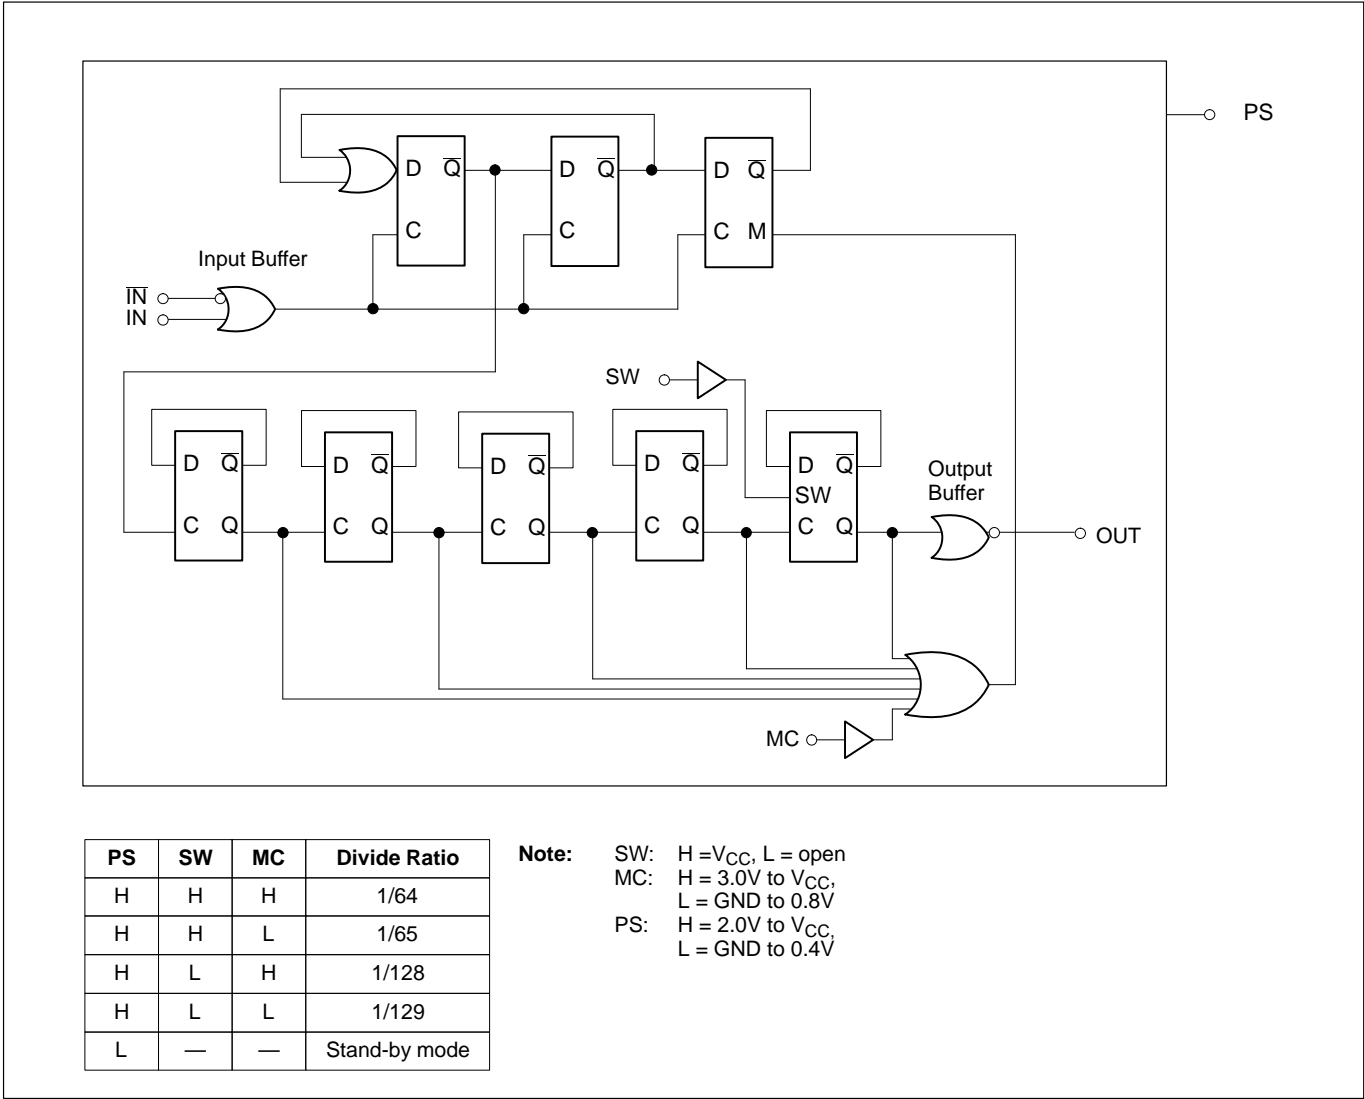 PS
D Q̅ D Q̅ D Q̅
C C C M
Input Buffer
I̅N̅
IN
SW
D Q̅ D Q̅ D Q̅ D Q̅ D Q̅
SW
C Q C Q C Q C Q C Q
Output
Buffer
OUT
MC
PS SW MC Divide Ratio
H H H 1/64
H H L 1/65
H L H 1/128
H L L 1/129
L — — Stand-by mode
Note: SW: H =VCC, L = open
MC: H = 3.0V to VCC,
L = GND to 0.8V
PS: H = 2.0V to VCC,
L = GND to 0.4V